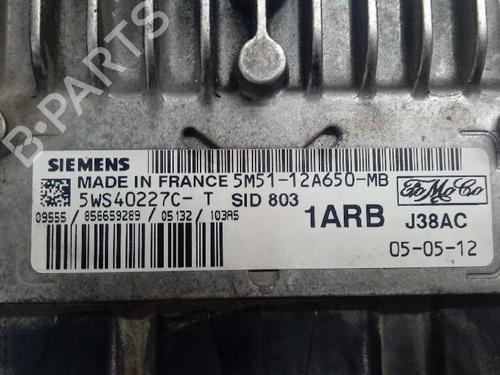 B-PARTS
SIEMENS
MADE IN FRANCE 5M51-12A650-MB
5WS40227C- T SID 803
09555 / 856659269 / 05132 / 103A5
1ARB
FoMoCo
J38AC
05-05-12